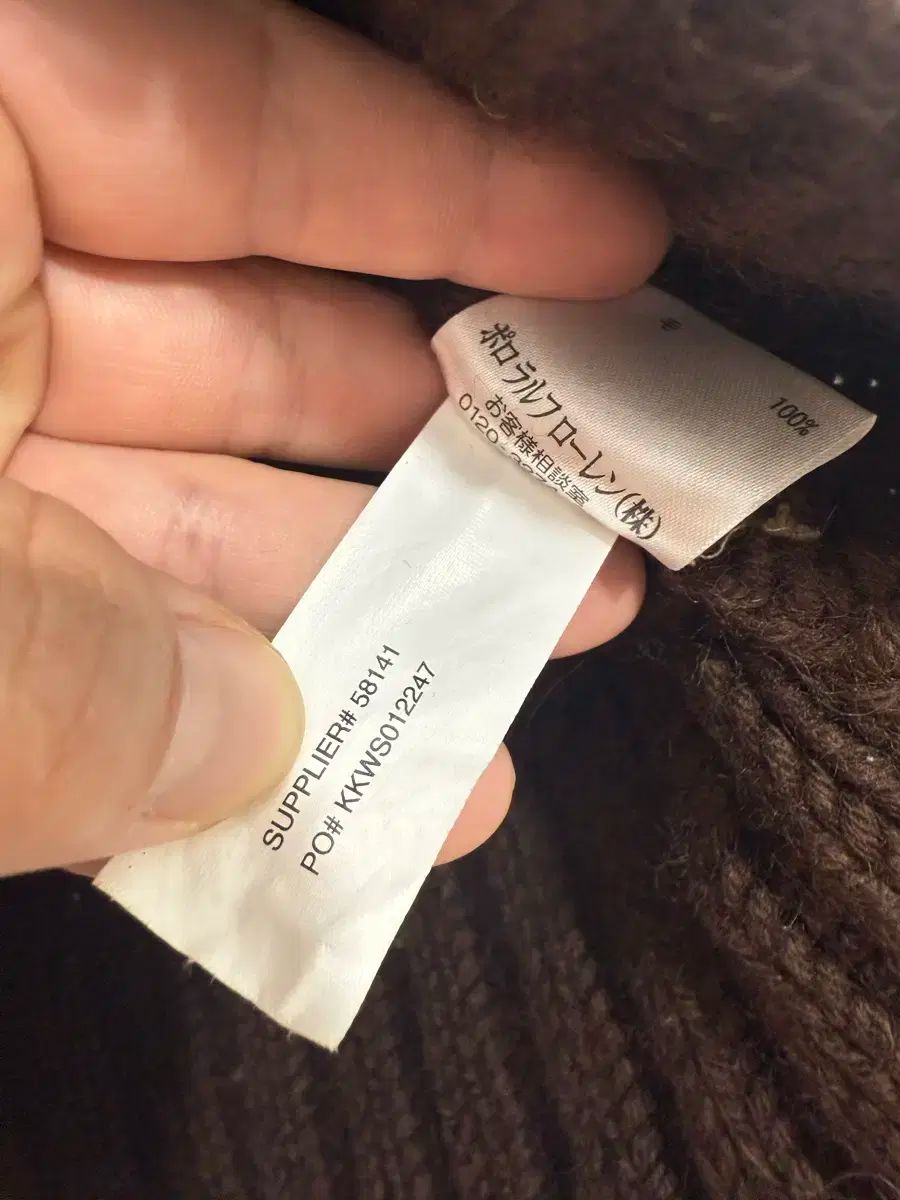 毛 100%
ポロ ラルフ ローレン(株)
お客様相談室
SUPPLIER# 58141
PO# KKWS012247